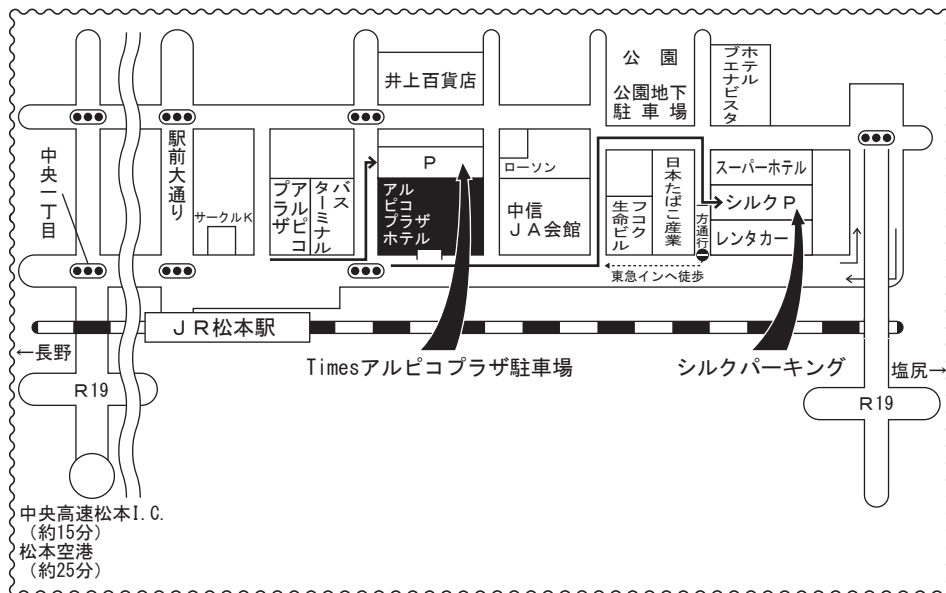 井上百貨店
公園
公園地下
駐車場
ホテル
ブエナビスタ
中央一丁目
駅前大通り
サークルK
アルピコ
プラザ
バス
ターミナル
P
アル
ピコ
プラザ
ホテル
ローソン
中信
JA会館
フコク
生命ビル
日本たばこ産業
一方通行
スーパーホテル
シルクP
レンタカー
東急インへ徒歩
JR松本駅
←長野
Timesアルピコプラザ駐車場
シルクパーキング
塩尻→
R19
R19
中央高速松本I.C.
(約15分)
松本空港
(約25分)